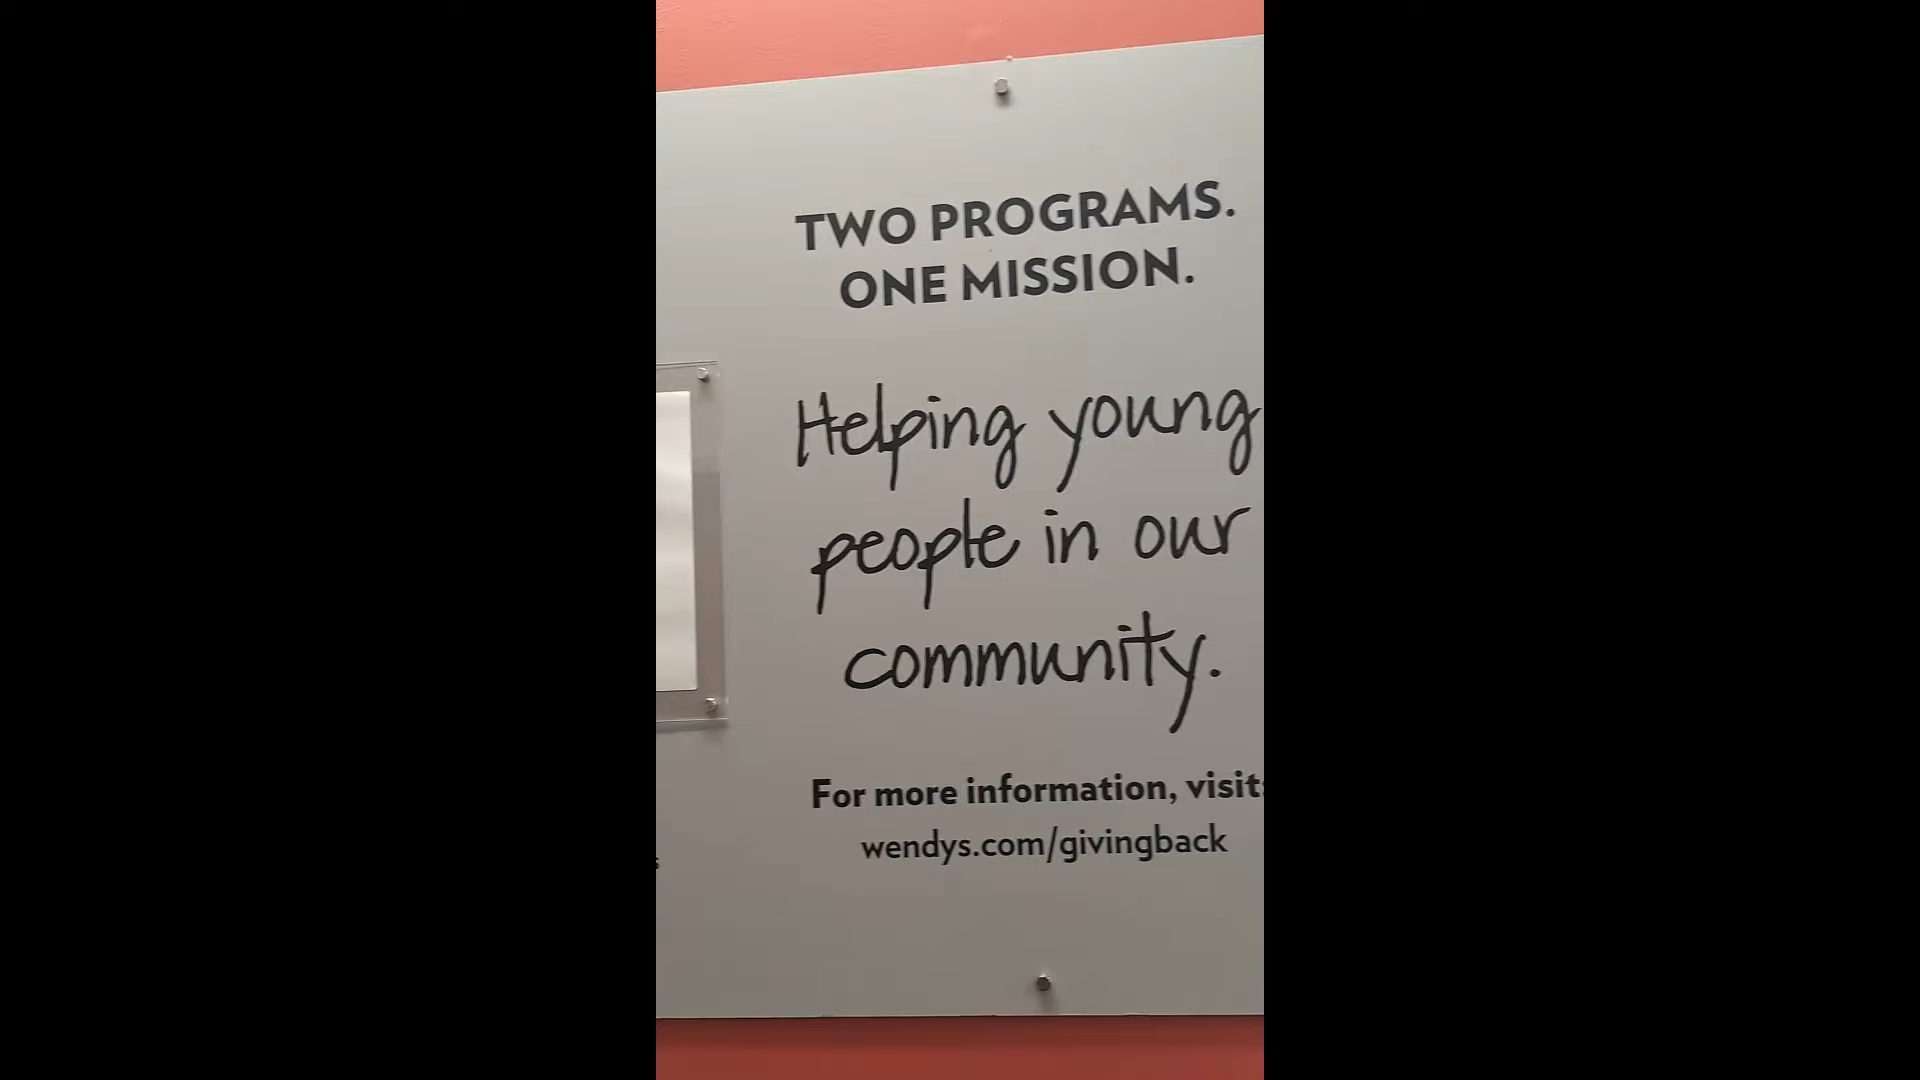 TWO PROGRAMS.
ONE MISSION.
Helping young
people in our
community.
For more information, visit:
wendys.com/givingback